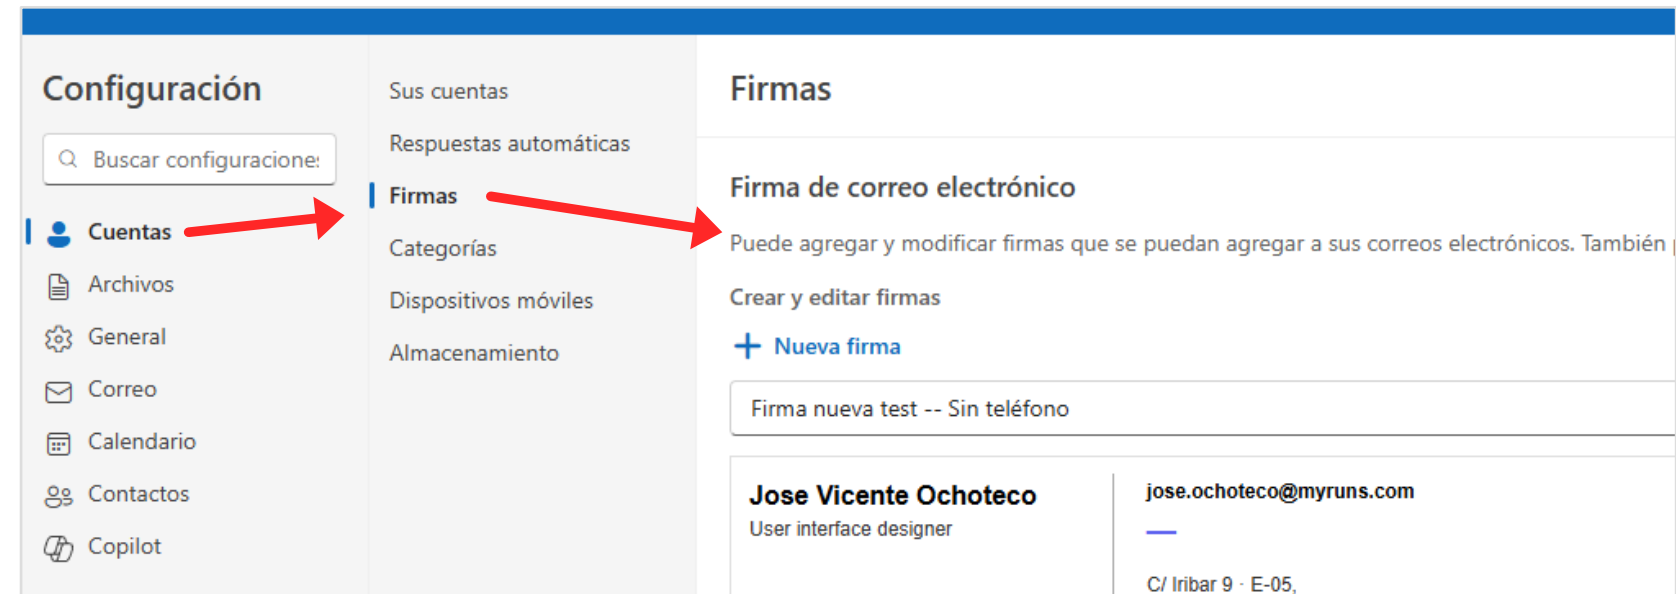 Configuración
Buscar configuracione
Cuentas
Archivos
General
Correo
Calendario
Contactos
Copilot
Sus cuentas
Respuestas automáticas
Firmas
Categorías
Dispositivos móviles
Almacenamiento
Firmas
Firma de correo electrónico
Puede agregar y modificar firmas que se puedan agregar a sus correos electrónicos. También
Crear y editar firmas
Nueva firma
Firma nueva test -- Sin teléfono
Jose Vicente Ochoteco
User interface designer
jose.ochoteco@myruns.com
C/ Iribar 9 · E-05,